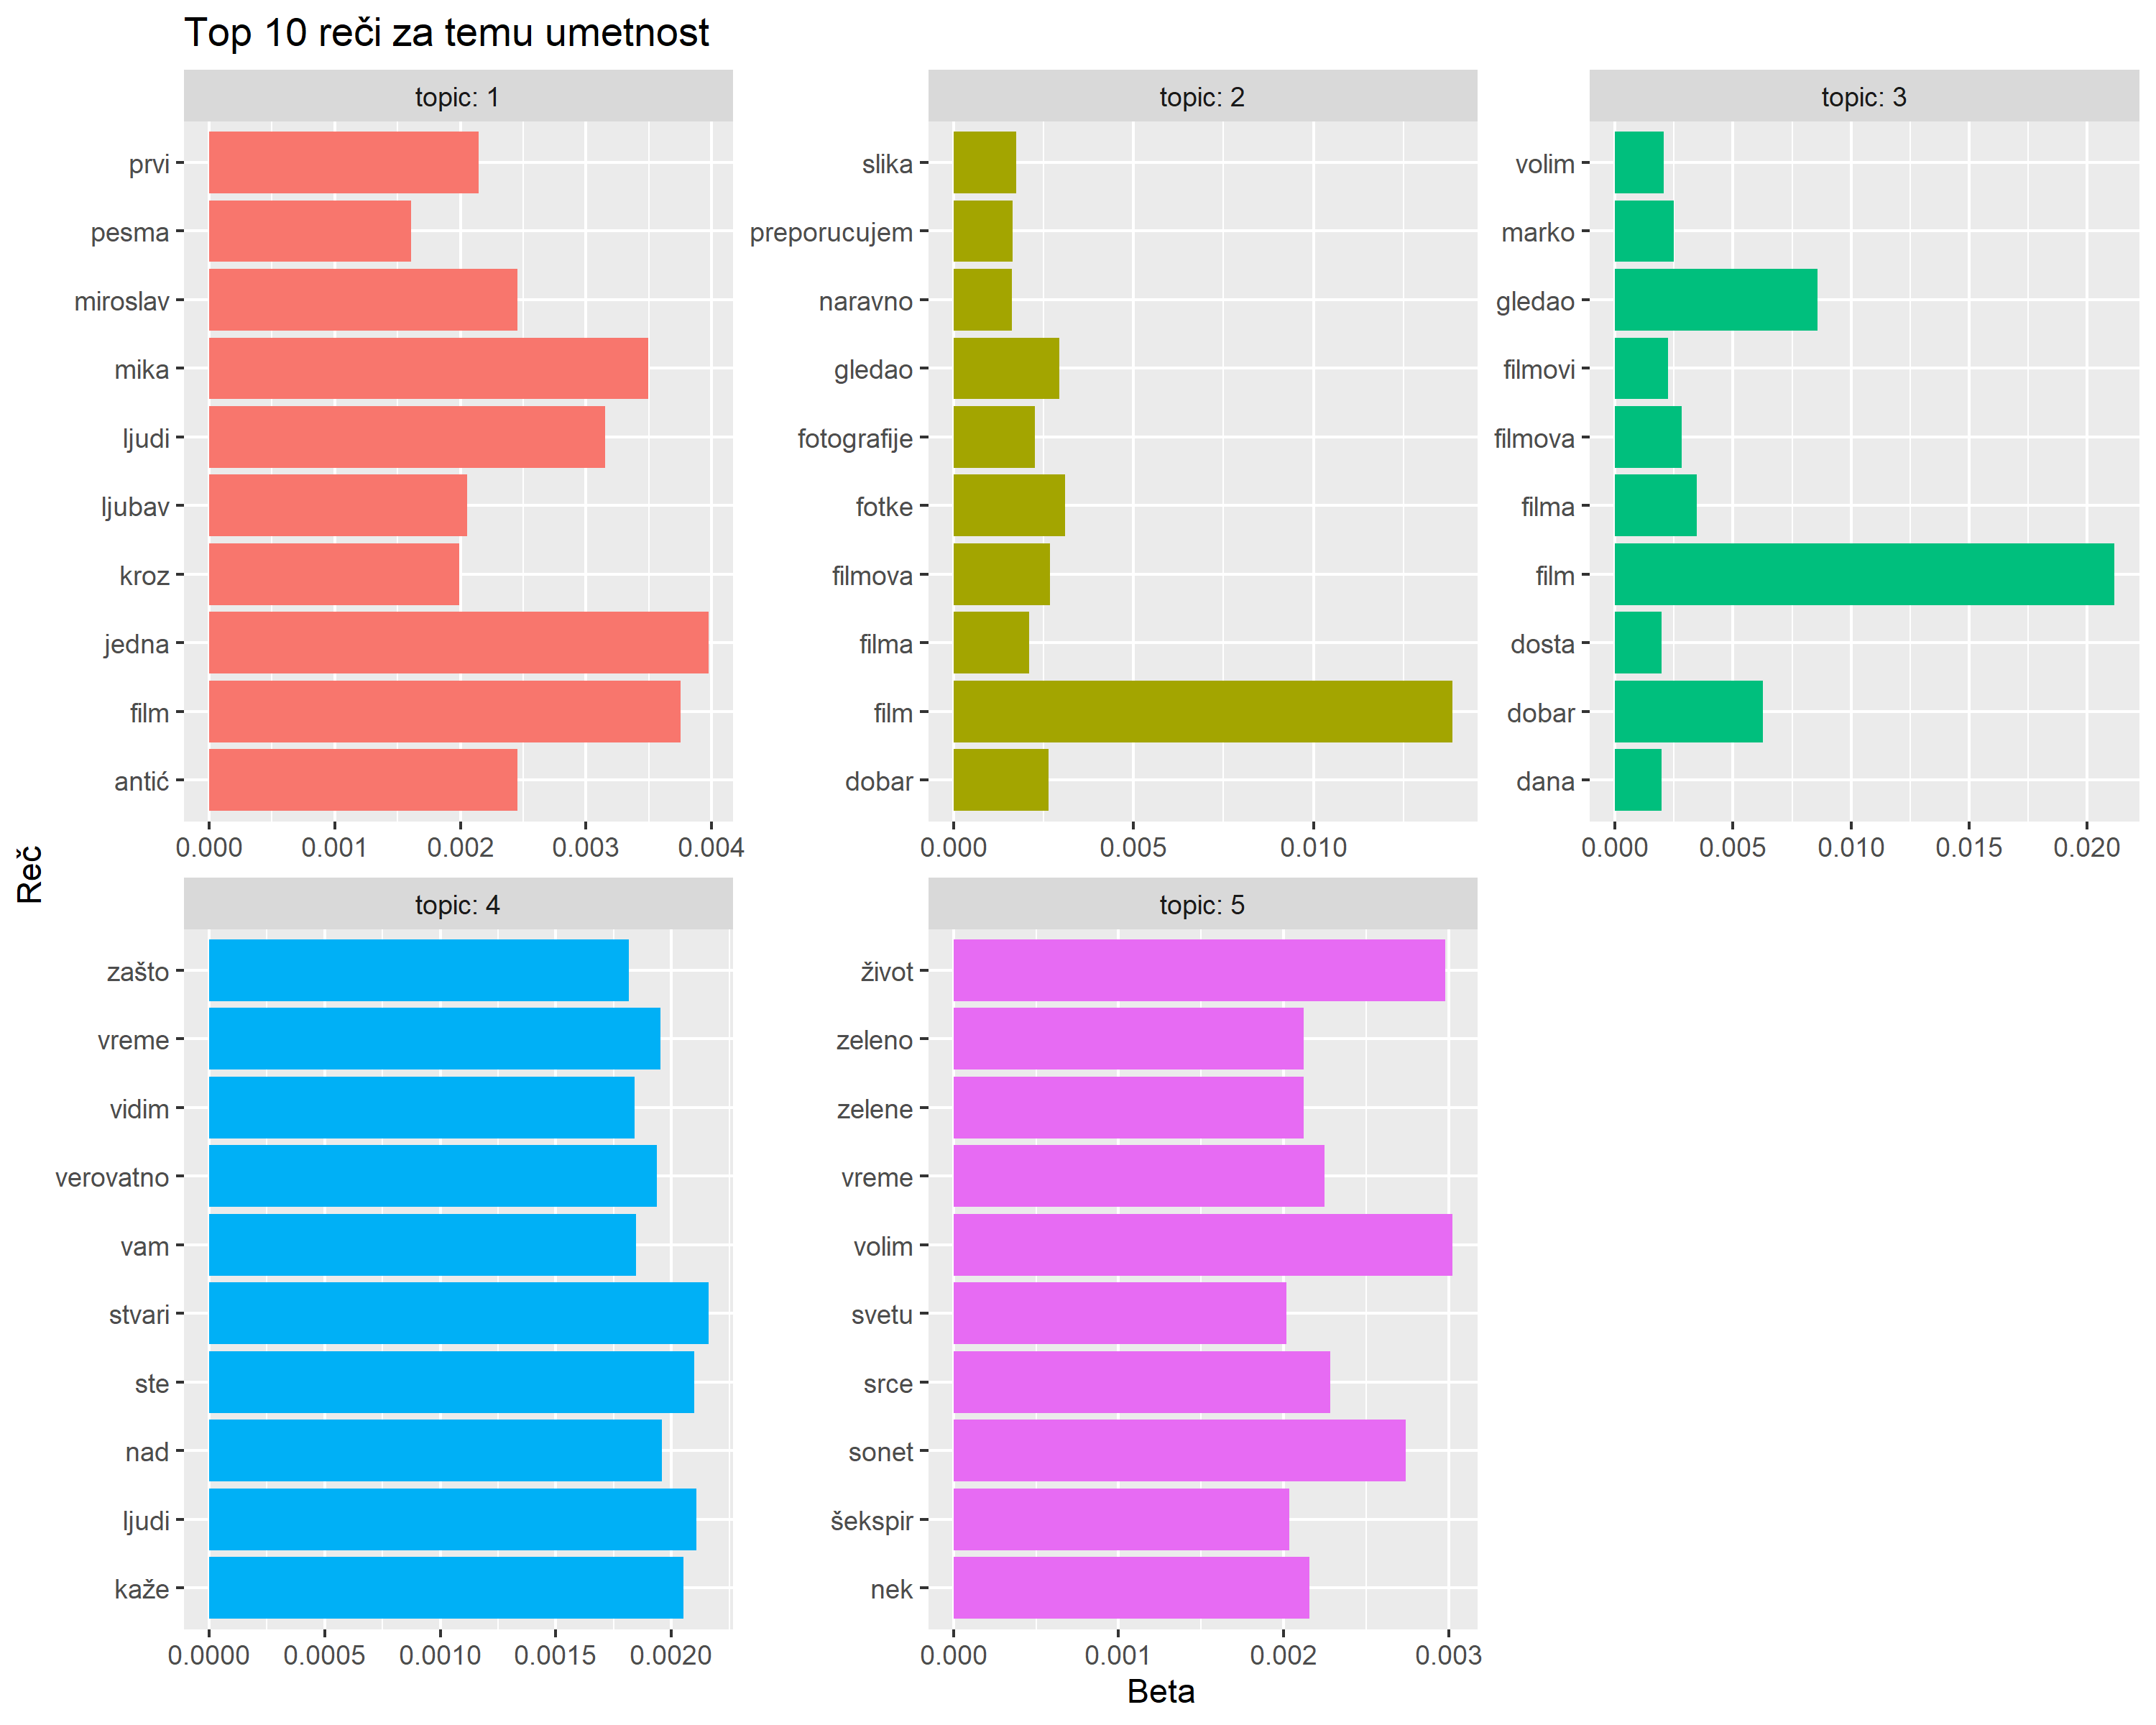 Top 10 reči za temu umetnost
topic: 1
prvi
pesma
miroslav
mika
ljudi
ljubav
kroz
jedna
film
antić
0.000 0.001 0.002 0.003 0.004
topic: 2
slika
preporucujem
naravno
gledao
fotografije
fotke
filmova
filma
film
dobar
0.000 0.005 0.010
topic: 3
volim
marko
gledao
filmovi
filmova
filma
film
dosta
dobar
dana
0.000 0.005 0.010 0.015 0.020
Reč
topic: 4
zašto
vreme
vidim
verovatno
vam
stvari
ste
nad
ljudi
kaže
0.0000 0.0005 0.0010 0.0015 0.0020
topic: 5
život
zeleno
zelene
vreme
volim
svetu
srce
sonet
šekspir
nek
0.000 0.001 0.002 0.003
Beta